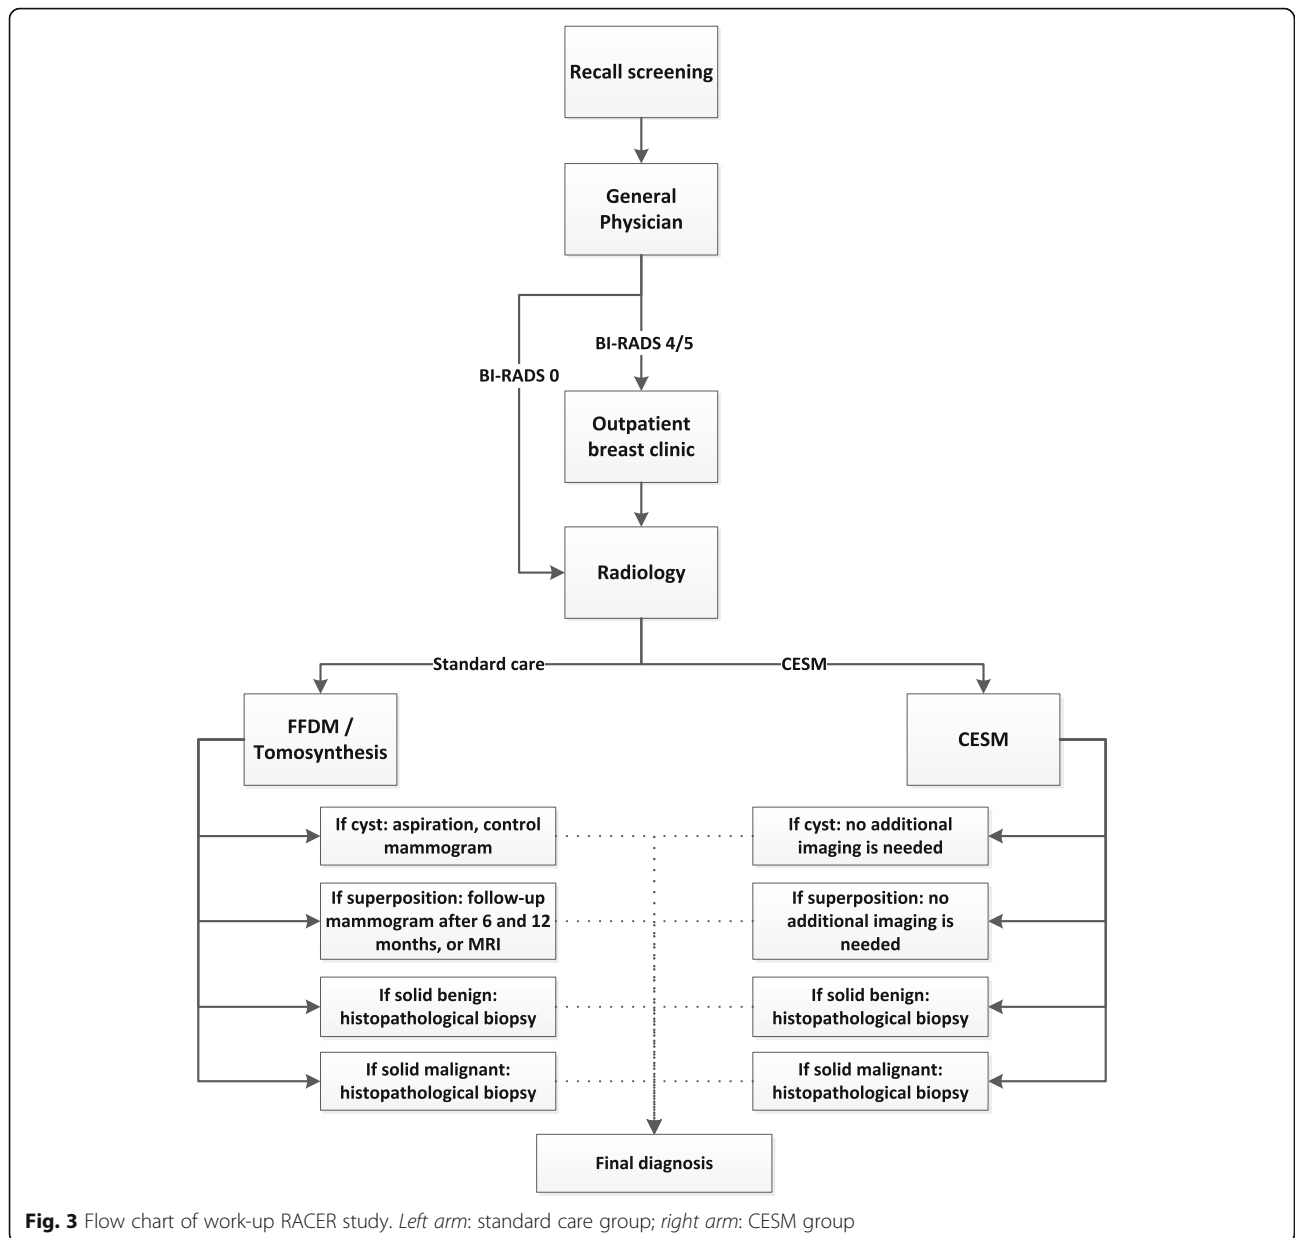 Recall screening
General
Physician
BI-RADS 4/5
BI-RADS 0
Outpatient
breast clinic
Radiology
Standard care
CESM
FFDM /
Tomosynthesis
CESM
If cyst: aspiration, control
mammogram
If cyst: no additional
imaging is needed
If superposition: follow-up
mammogram after 6 and 12
months, or MRI
If superposition: no
additional imaging is
needed
If solid benign:
histopathological biopsy
If solid benign:
histopathological biopsy
If solid malignant:
histopathological biopsy
If solid malignant:
histopathological biopsy
Final diagnosis
Fig. 3 Flow chart of work-up RACER study. Left arm: standard care group; right arm: CESM group